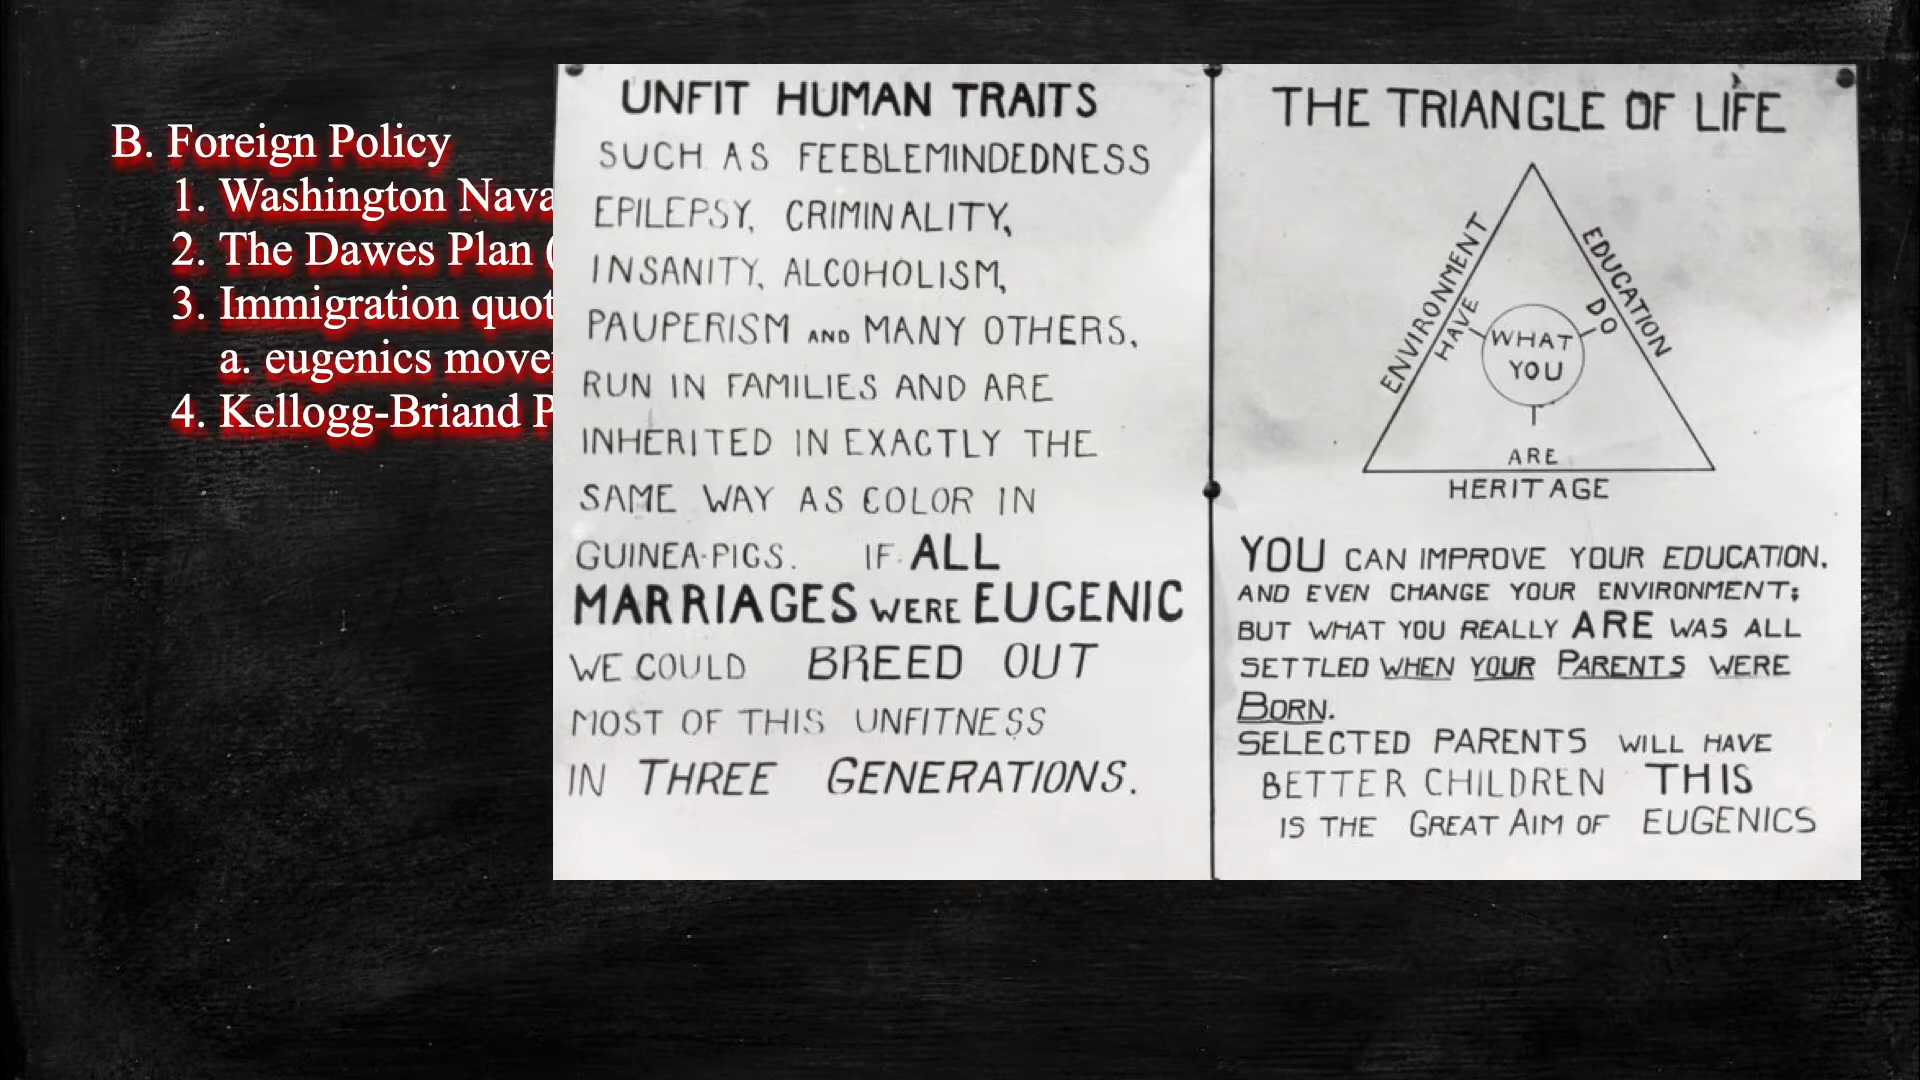 B. Foreign Policy
1. Washington Nava
2. The Dawes Plan (
3. Immigration quot
a. eugenics move
4. Kellogg-Briand P
UNFIT HUMAN TRAITS
SUCH AS FEEBLEMINDEDNESS
EPILEPSY, CRIMINALITY,
INSANITY, ALCOHOLISM,
PAUPERISM AND MANY OTHERS,
RUN IN FAMILIES AND ARE
INHERITED IN EXACTLY THE
SAME WAY AS COLOR IN
GUINEA-PIGS. IF ALL
MARRIAGES WERE EUGENIC
WE COULD BREED OUT
MOST OF THIS UNFITNESS
IN THREE GENERATIONS.
THE TRIANGLE OF LIFE
ENVIRONMENT
HAVE
EDUCATION
DO
WHAT
YOU
ARE
HERITAGE
YOU CAN IMPROVE YOUR EDUCATION.
AND EVEN CHANGE YOUR ENVIRONMENT;
BUT WHAT YOU REALLY ARE WAS ALL
SETTLED WHEN YOUR PARENTS WERE
BORN.
SELECTED PARENTS WILL HAVE
BETTER CHILDREN THIS
IS THE GREAT AIM OF EUGENICS